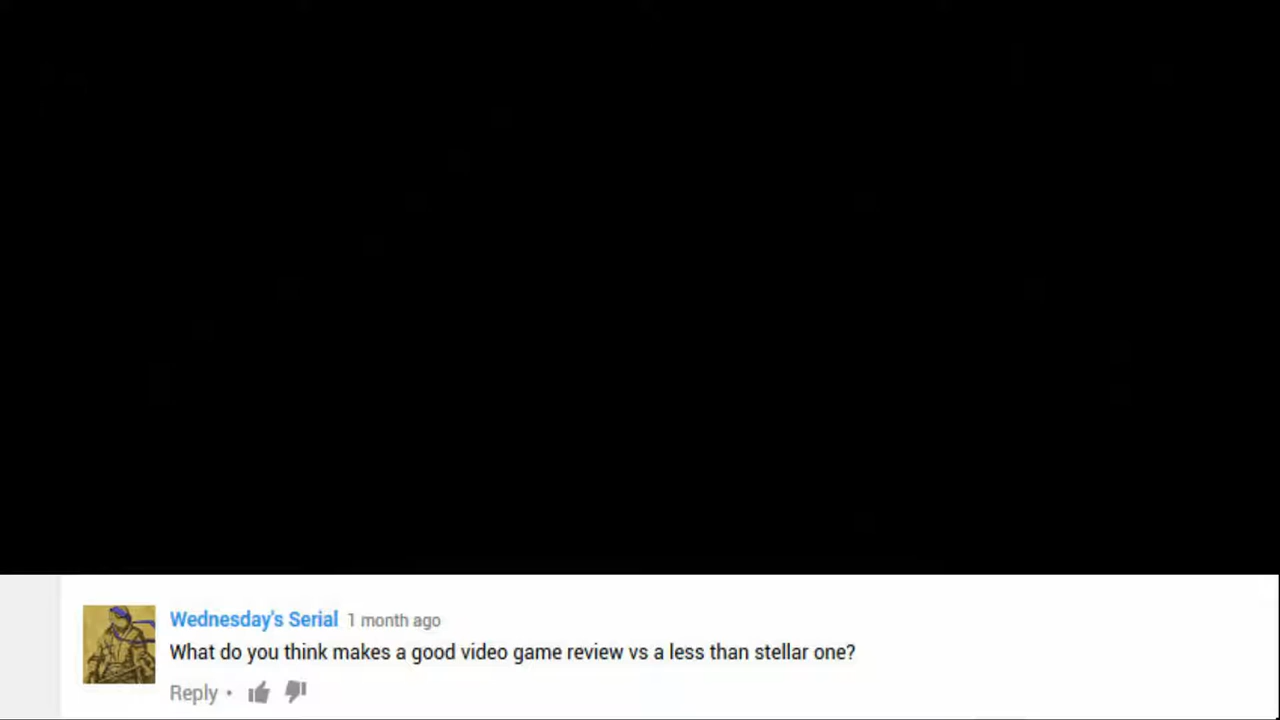 Wednesday's Serial 1 month ago
What do you think makes a good video game review vs a less than stellar one?
Reply •